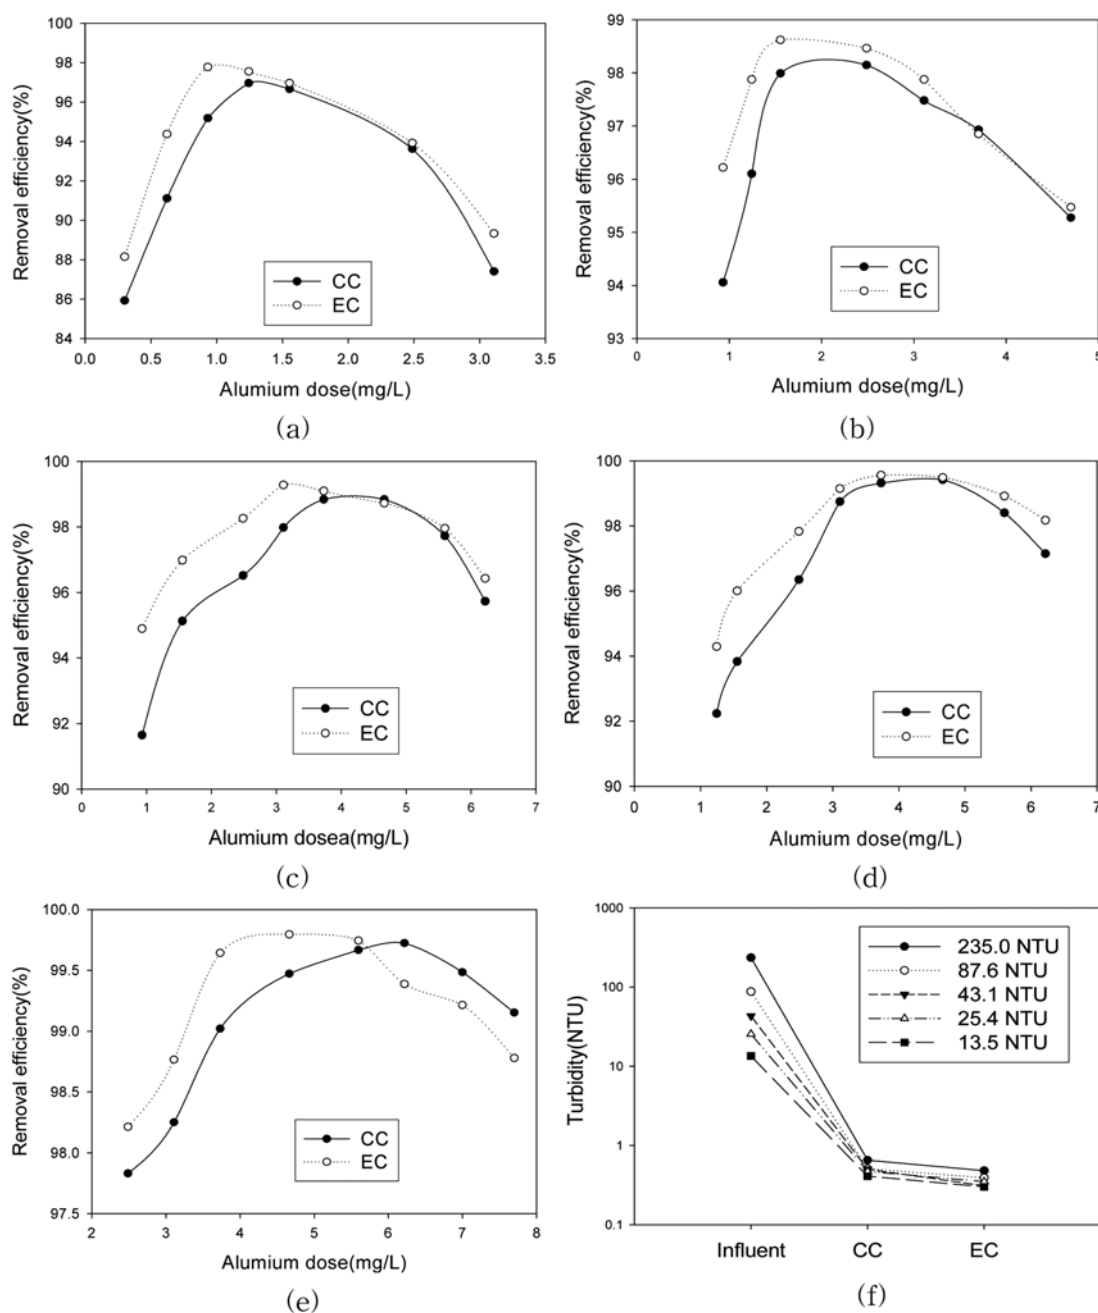 Removal efficiency(%)
100
98
96
94
92
90
88
86
84
CC
EC
0.0 0.5 1.0 1.5 2.0 2.5 3.0 3.5
Alumium dose(mg/L)
(a)
Removal efficiency(%)
99
98
97
96
95
94
93
CC
EC
0 1 2 3 4 5
Alumium dose(mg/L)
(b)
Removal efficiency(%)
100
98
96
94
92
90
CC
EC
0 1 2 3 4 5 6 7
Alumium dosea(mg/L)
(c)
Removal efficiency(%)
100
98
96
94
92
90
CC
EC
0 1 2 3 4 5 6 7
Alumium dose(mg/L)
(d)
Removal efficiency(%)
100.0
99.5
99.0
98.5
98.0
97.5
CC
EC
2 3 4 5 6 7 8
Alumium dose(mg/L)
(e)
Turbidity(NTU)
1000
100
10
1
0.1
235.0 NTU
87.6 NTU
43.1 NTU
25.4 NTU
13.5 NTU
Influent CC EC
(f)